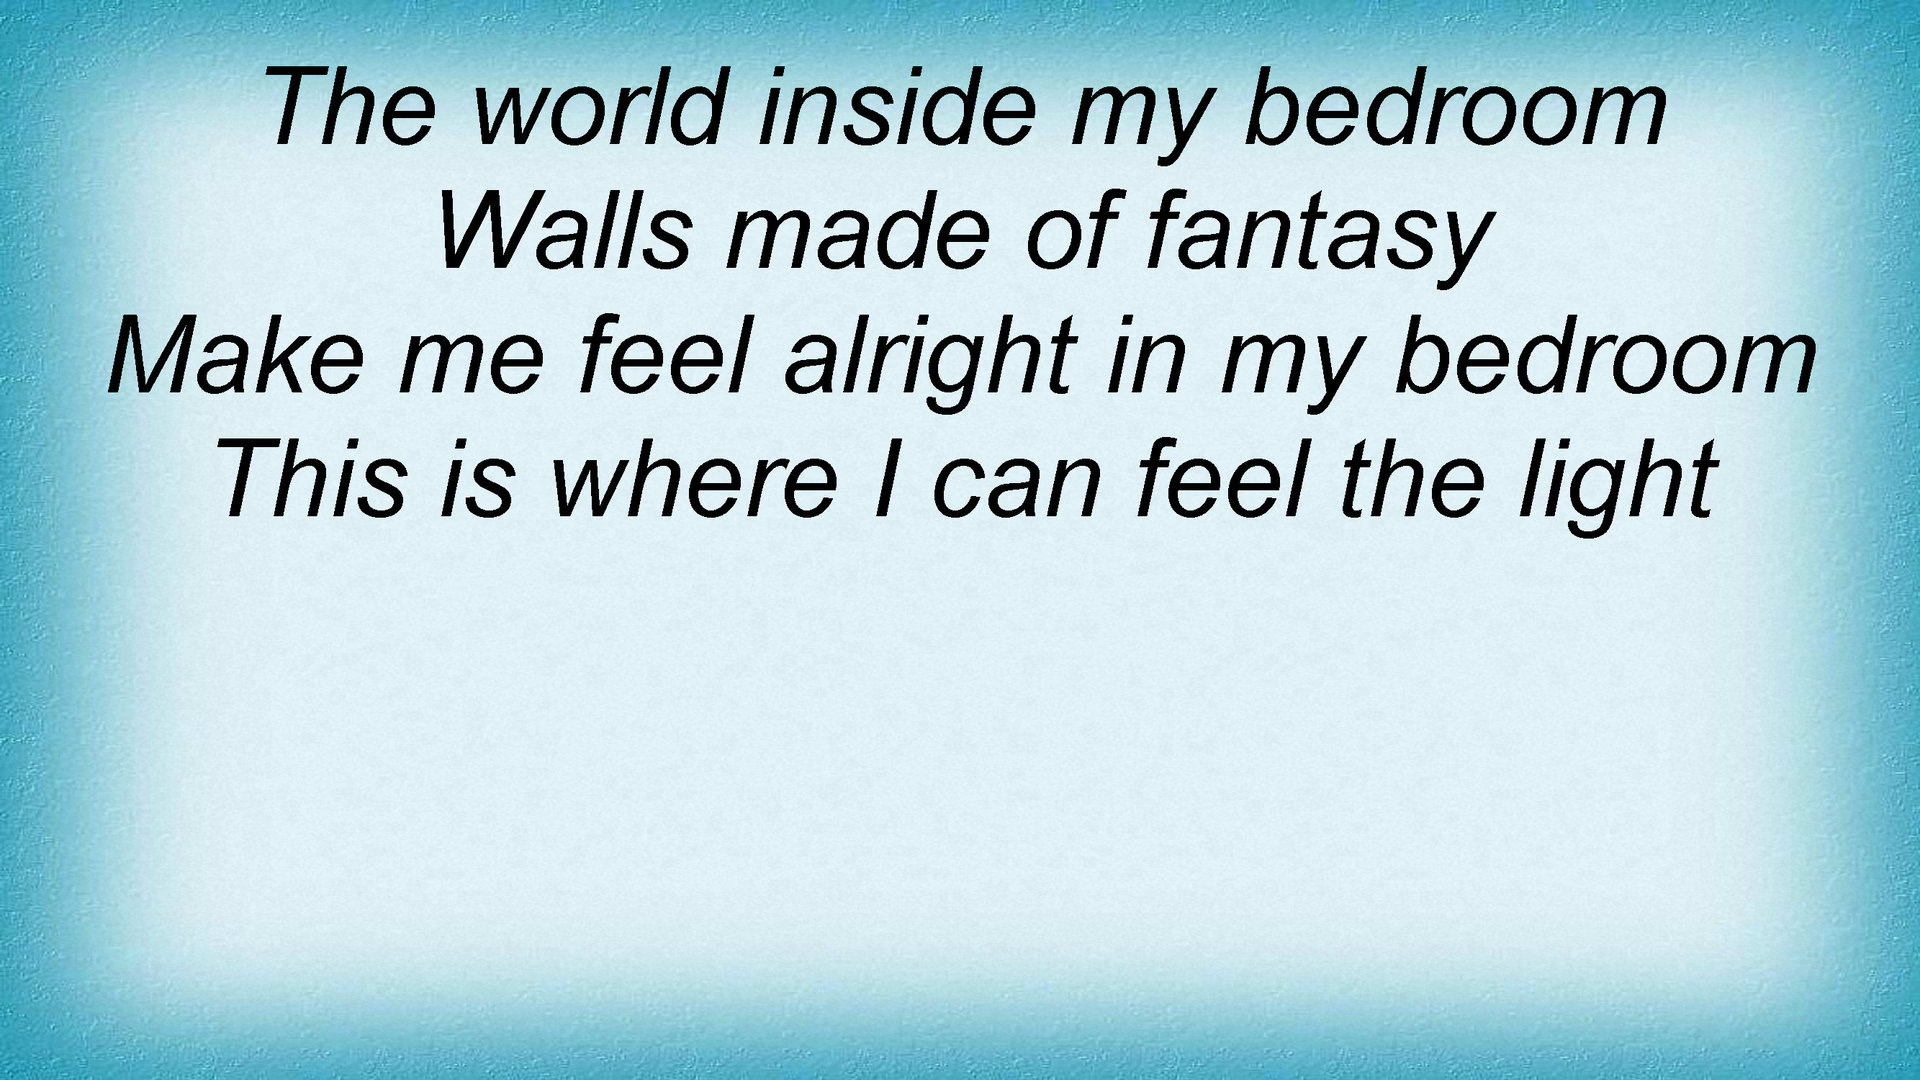 The world inside my bedroom
Walls made of fantasy
Make me feel alright in my bedroom
This is where I can feel the light